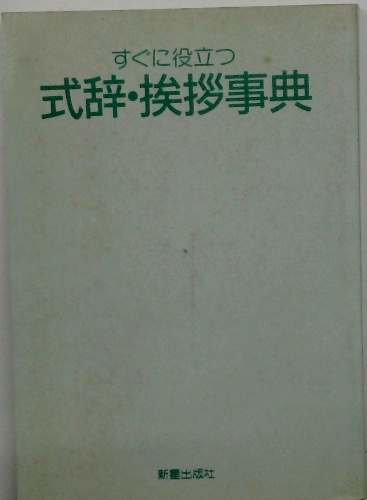 すぐに役立つ
式辞・挨拶事典
新星出版社